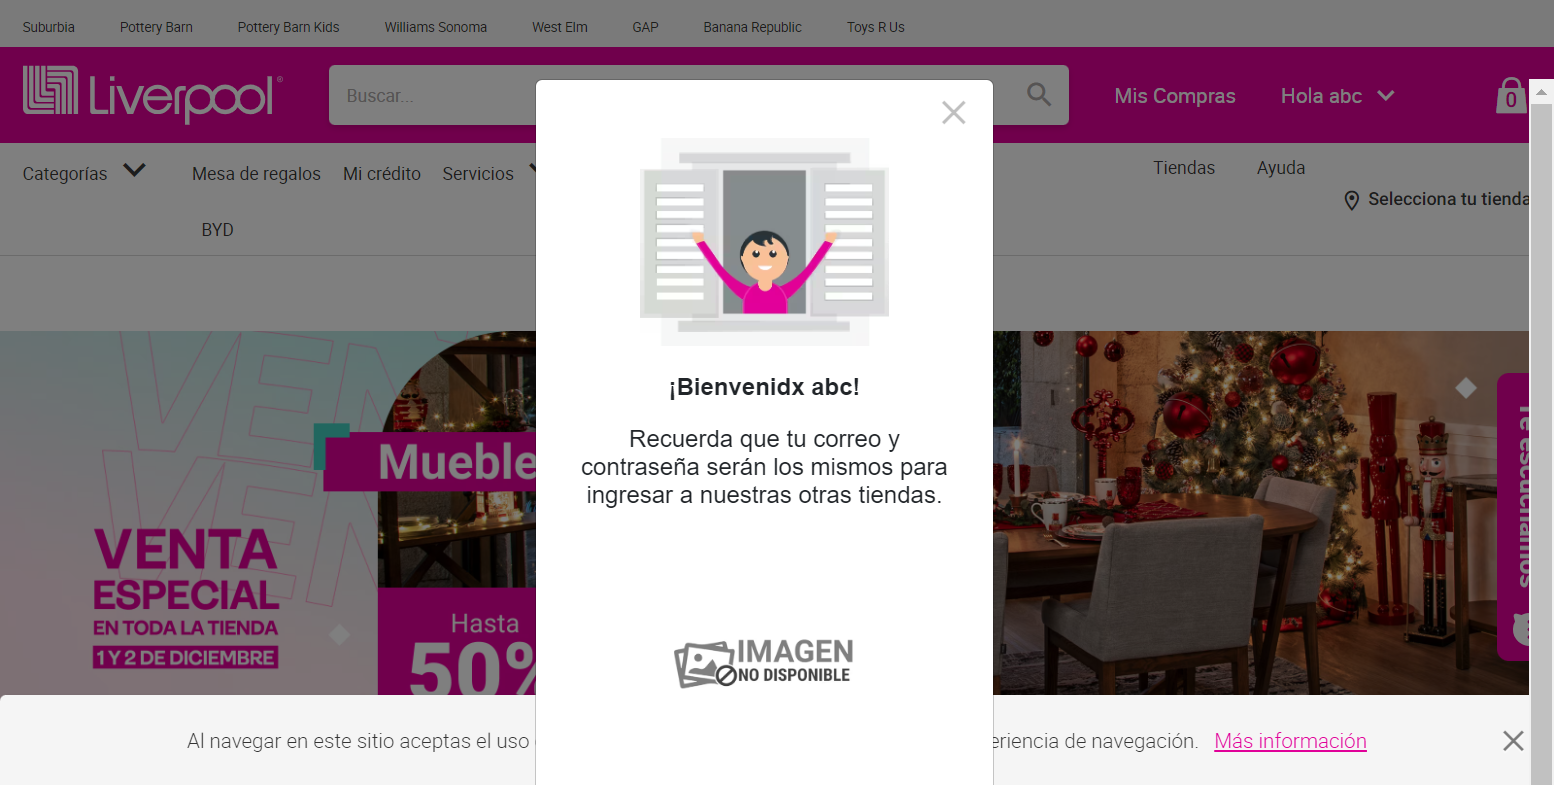 Suburbia Pottery Barn Pottery Barn Kids Williams Sonoma West Elm GAP Banana Republic Toys R Us
Liverpool® Buscar... Mis Compras Hola abc 0
Categorías Mesa de regalos Mi crédito Servicios Tiendas Ayuda
Selecciona tu tienda
BYD
¡Bienvenidx abc!
Recuerda que tu correo y
contraseña serán los mismos para
ingresar a nuestras otras tiendas.
IMAGEN
NO DISPONIBLE
VENTA
ESPECIAL
EN TODA LA TIENDA
1 Y 2 DE DICIEMBRE
Mueble
Hasta
50%
Te escuchamos
Al navegar en este sitio aceptas el uso
eriencia de navegación. Más información